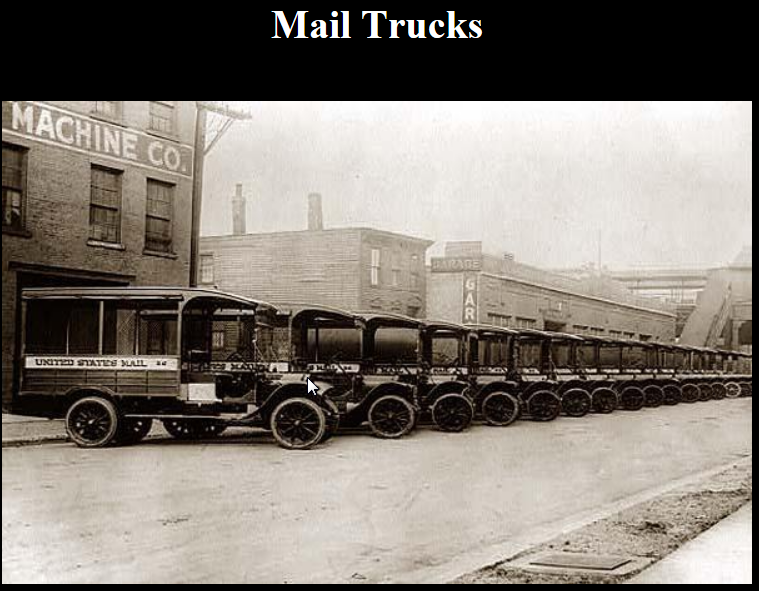 Mail Trucks
MACHINE CO.
GARAGE
GAR
UNITED STATES MAIL